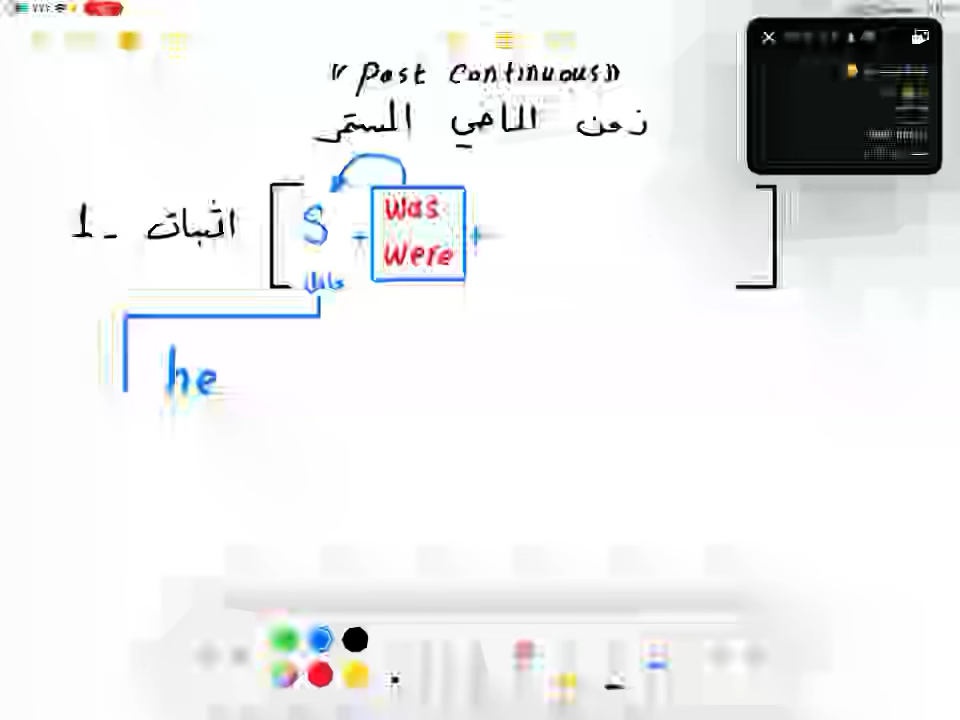 " Past continuous "
زمن الماضي المستمر
1 - اثبات [ S + was were + ]
فاعل
he